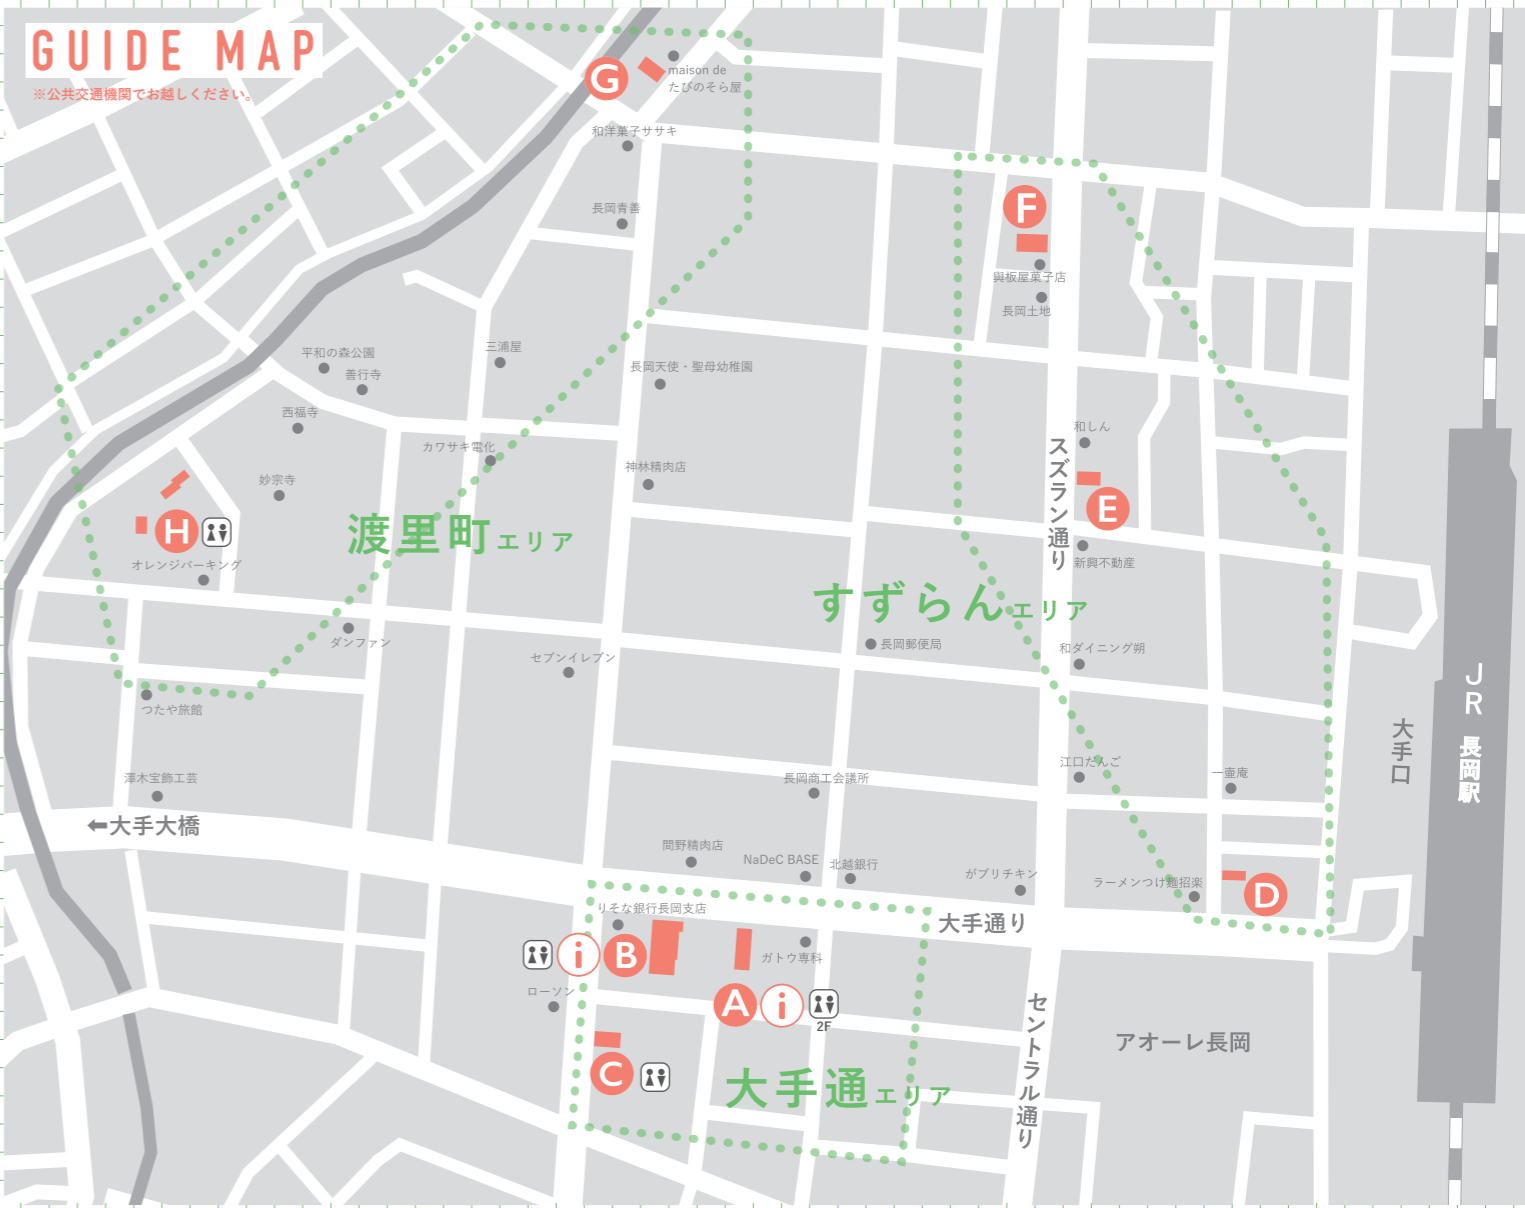 GUIDE MAP
※公共交通機関でお越しください。
G
maison de
たびのそら屋
和洋菓子ササキ
長岡青善
F
與板屋菓子店
長岡土地
平和の森公園
善行寺
三浦屋
長岡天使・聖母幼稚園
西福寺
カワサキ電化
和しん
神林精肉店
妙宗寺
スズラン通り
E
H
渡里町エリア
オレンジパーキング
新興不動産
すずらんエリア
ダンファン
長岡郵便局
和ダイニング朔
セブンイレブン
つたや旅館
JR 長岡駅
大手口
江口だんご
一壷庵
澤木宝飾工芸
長岡商工会議所
←大手大橋
間野精肉店
NaDeC BASE
北越銀行
がブリチキン
ラーメンつけ麺招楽
D
りそな銀行長岡支店
大手通り
i
B
ガトウ専科
ローソン
A
i
2F
セントラル通り
アオーレ長岡
C
大手通エリア